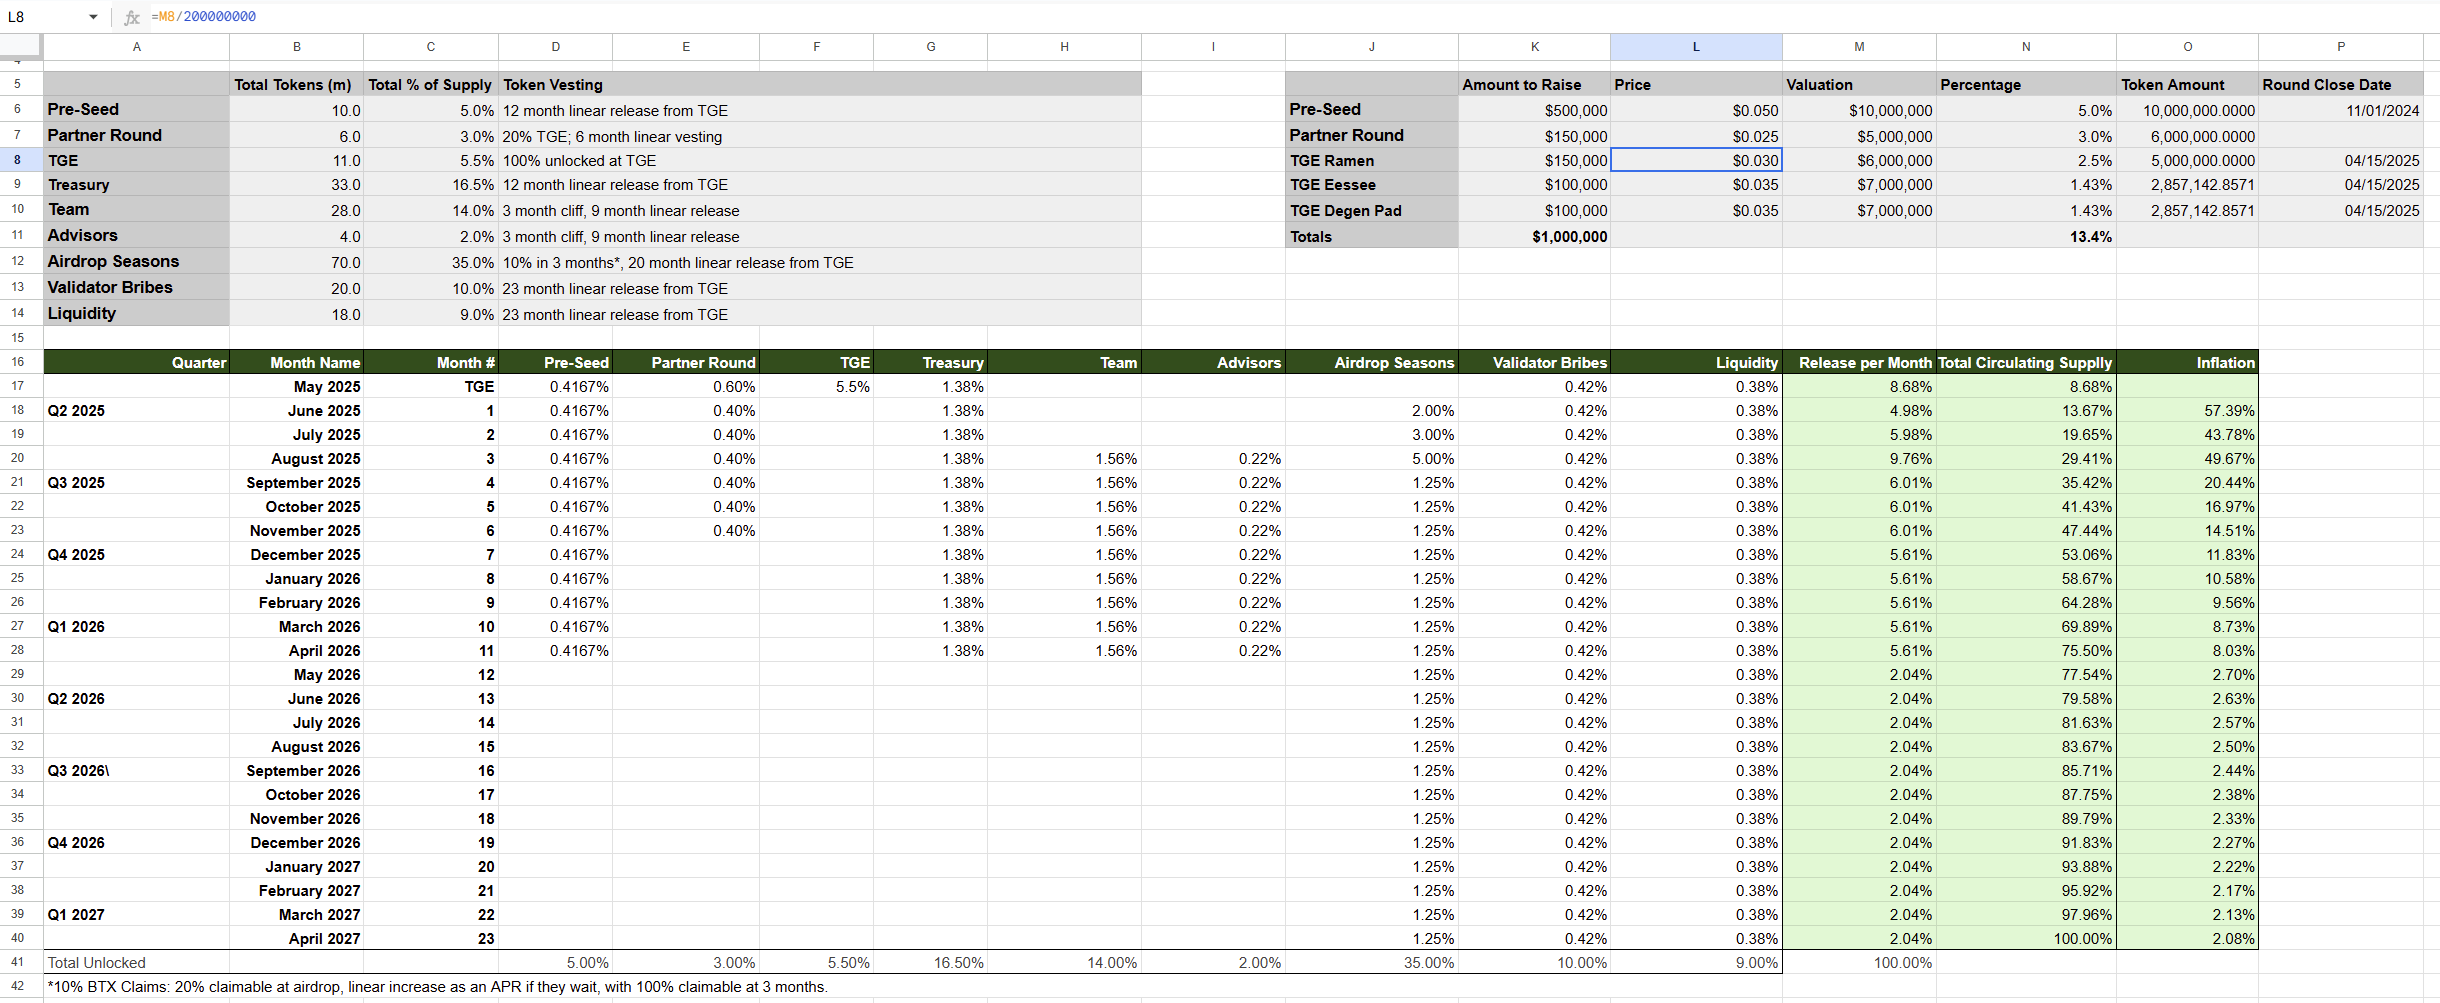 L8 fx =M8/200000000
A B C D E F G H I J K L M N O P
5 Total Tokens (m) Total % of Supply Token Vesting Amount to Raise Price Valuation Percentage Token Amount Round Close Date
6 Pre-Seed 10.0 5.0% 12 month linear release from TGE Pre-Seed $500,000 $0.050 $10,000,000 5.0% 10,000,000.0000 11/01/2024
7 Partner Round 6.0 3.0% 20% TGE; 6 month linear vesting Partner Round $150,000 $0.025 $5,000,000 3.0% 6,000,000.0000
8 TGE 11.0 5.5% 100% unlocked at TGE TGE Ramen $150,000 $0.030 $6,000,000 2.5% 5,000,000.0000 04/15/2025
9 Treasury 33.0 16.5% 12 month linear release from TGE TGE Eessee $100,000 $0.035 $7,000,000 1.43% 2,857,142.8571 04/15/2025
10 Team 28.0 14.0% 3 month cliff, 9 month linear release TGE Degen Pad $100,000 $0.035 $7,000,000 1.43% 2,857,142.8571 04/15/2025
11 Advisors 4.0 2.0% 3 month cliff, 9 month linear release Totals $1,000,000 13.4%
12 Airdrop Seasons 70.0 35.0% 10% in 3 months*, 20 month linear release from TGE
13 Validator Bribes 20.0 10.0% 23 month linear release from TGE
14 Liquidity 18.0 9.0% 23 month linear release from TGE
15
16 Quarter Month Name Month # Pre-Seed Partner Round TGE Treasury Team Advisors Airdrop Seasons Validator Bribes Liquidity Release per Month Total Circulating Supplly Inflation
17 May 2025 TGE 0.4167% 0.60% 5.5% 1.38% 0.42% 0.38% 8.68% 8.68%
18 Q2 2025 June 2025 1 0.4167% 0.40% 1.38% 2.00% 0.42% 0.38% 4.98% 13.67% 57.39%
19 July 2025 2 0.4167% 0.40% 1.38% 3.00% 0.42% 0.38% 5.98% 19.65% 43.78%
20 August 2025 3 0.4167% 0.40% 1.38% 1.56% 0.22% 5.00% 0.42% 0.38% 9.76% 29.41% 49.67%
21 Q3 2025 September 2025 4 0.4167% 0.40% 1.38% 1.56% 0.22% 1.25% 0.42% 0.38% 6.01% 35.42% 20.44%
22 October 2025 5 0.4167% 0.40% 1.38% 1.56% 0.22% 1.25% 0.42% 0.38% 6.01% 41.43% 16.97%
23 November 2025 6 0.4167% 0.40% 1.38% 1.56% 0.22% 1.25% 0.42% 0.38% 6.01% 47.44% 14.51%
24 Q4 2025 December 2025 7 0.4167% 1.38% 1.56% 0.22% 1.25% 0.42% 0.38% 5.61% 53.06% 11.83%
25 January 2026 8 0.4167% 1.38% 1.56% 0.22% 1.25% 0.42% 0.38% 5.61% 58.67% 10.58%
26 February 2026 9 0.4167% 1.38% 1.56% 0.22% 1.25% 0.42% 0.38% 5.61% 64.28% 9.56%
27 Q1 2026 March 2026 10 0.4167% 1.38% 1.56% 0.22% 1.25% 0.42% 0.38% 5.61% 69.89% 8.73%
28 April 2026 11 0.4167% 1.38% 1.56% 0.22% 1.25% 0.42% 0.38% 5.61% 75.50% 8.03%
29 May 2026 12 1.25% 0.42% 0.38% 2.04% 77.54% 2.70%
30 Q2 2026 June 2026 13 1.25% 0.42% 0.38% 2.04% 79.58% 2.63%
31 July 2026 14 1.25% 0.42% 0.38% 2.04% 81.63% 2.57%
32 August 2026 15 1.25% 0.42% 0.38% 2.04% 83.67% 2.50%
33 Q3 2026\ September 2026 16 1.25% 0.42% 0.38% 2.04% 85.71% 2.44%
34 October 2026 17 1.25% 0.42% 0.38% 2.04% 87.75% 2.38%
35 November 2026 18 1.25% 0.42% 0.38% 2.04% 89.79% 2.33%
36 Q4 2026 December 2026 19 1.25% 0.42% 0.38% 2.04% 91.83% 2.27%
37 January 2027 20 1.25% 0.42% 0.38% 2.04% 93.88% 2.22%
38 February 2027 21 1.25% 0.42% 0.38% 2.04% 95.92% 2.17%
39 Q1 2027 March 2027 22 1.25% 0.42% 0.38% 2.04% 97.96% 2.13%
40 April 2027 23 1.25% 0.42% 0.38% 2.04% 100.00% 2.08%
41 Total Unlocked 5.00% 3.00% 5.50% 16.50% 14.00% 2.00% 35.00% 10.00% 9.00% 100.00%
42 *10% BTX Claims: 20% claimable at airdrop, linear increase as an APR if they wait, with 100% claimable at 3 months.